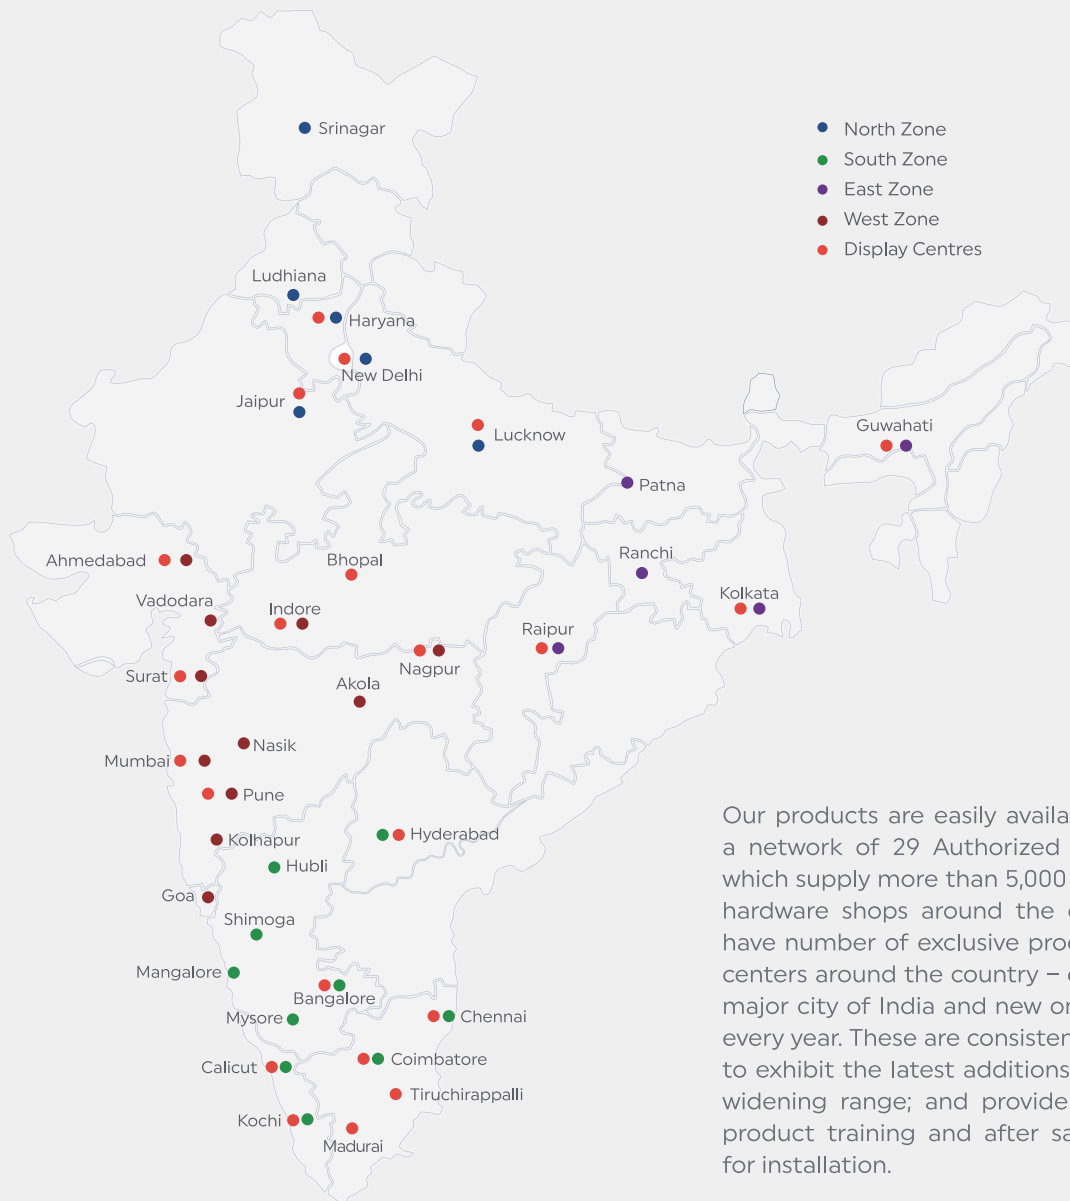 Srinagar
North Zone
South Zone
East Zone
West Zone
Display Centres
Ludhiana
Haryana
New Delhi
Jaipur
Lucknow
Guwahati
Patna
Ahmedabad
Bhopal
Ranchi
Vadodara
Indore
Kolkata
Raipur
Nagpur
Surat
Akola
Nasik
Mumbai
Pune
Kolhapur
Hyderabad
Hubli
Goa
Shimoga
Mangalore
Bangalore
Mysore
Chennai
Coimbatore
Calicut
Tiruchirappalli
Kochi
Madurai
Our products are easily
a network of 29 Authorized
which supply more than 5,000
hardware shops around the
have number of exclusive
centers around the country –
major city of India and new
every year. These are
to exhibit the latest additions
widening range; and provide
product training and after
for installation.